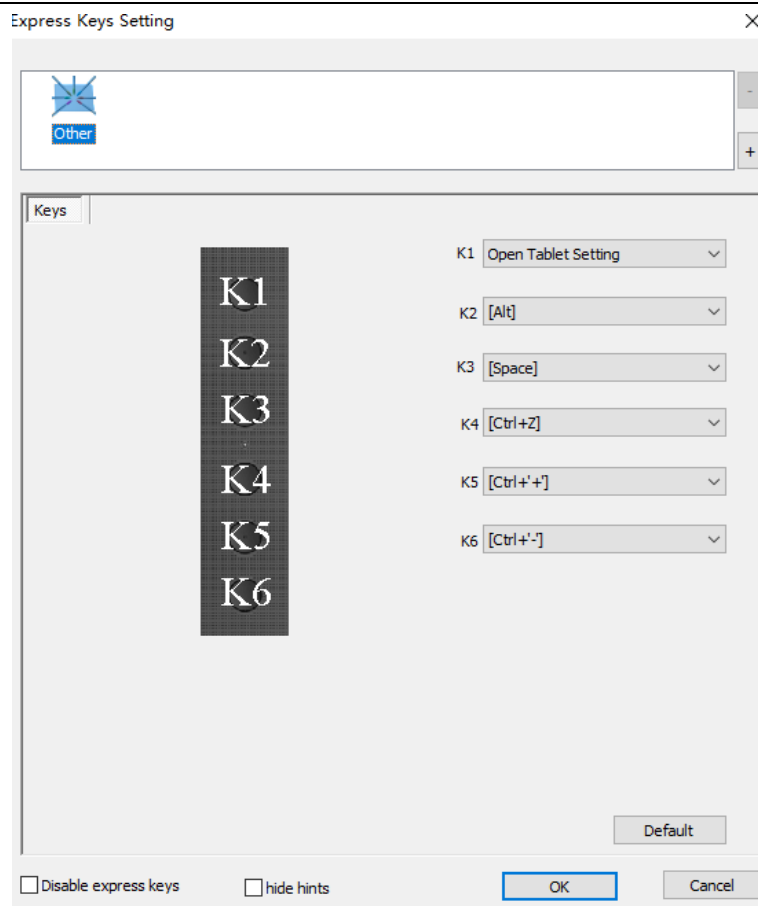 Express Keys Setting
Other
-
+
Keys
K1
K2
K3
K4
K5
K6
K1 Open Tablet Setting
K2 [Alt]
K3 [Space]
K4 [Ctrl+Z]
K5 [Ctrl+'+']
K6 [Ctrl+'-']
Default
Disable express keys hide hints OK Cancel